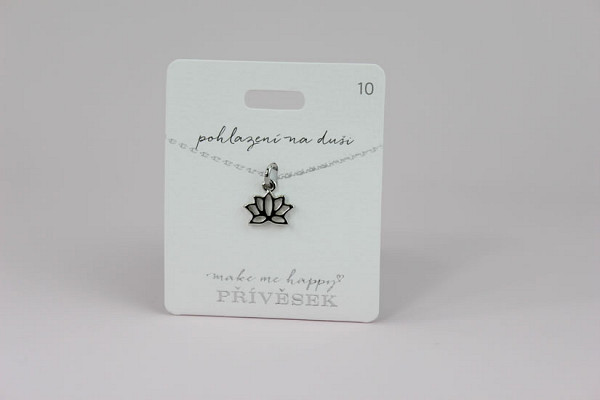 10
pohlazení na duši
make me happy
PŘÍVĚSEK